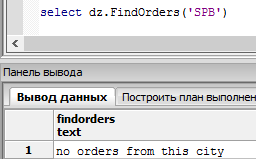 select dz.FindOrders('SPB')
Панель вывода
Вывод данных
Построить план выполнен
findorders
text
1
no orders from this city